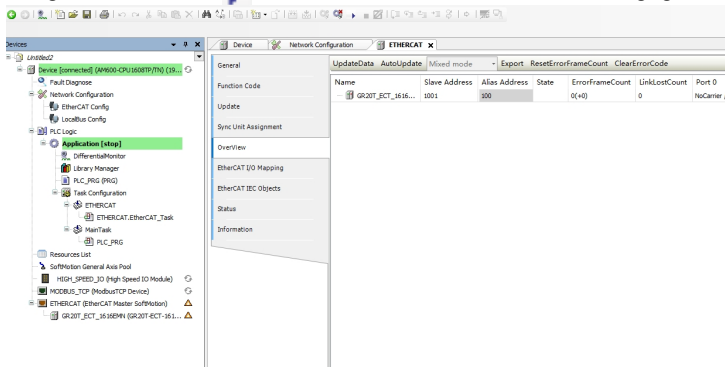 Devices
Untitled2
Device [connected] (AM600-CPU1608TP/TN) (19...
Fault Diagnose
Network Configuration
EtherCAT Config
LocalBus Config
PLC Logic
Application [stop]
DifferentialMonitor
Library Manager
PLC_PRG (PRG)
Task Configuration
ETHERCAT
ETHERCAT.EtherCAT_Task
MainTask
PLC_PRG
Resources List
SoftMotion General Axis Pool
HIGH_SPEED_IO (High Speed IO Module)
MODBUS_TCP (ModbusTCP Device)
ETHERCAT (EtherCAT Master SoftMotion)
GR20T_ECT_1616EMN (GR20T-ECT-161...
Device Network Configuration ETHERCAT
General
Function Code
Update
Sync Unit Assignment
OverView
EtherCAT I/O Mapping
EtherCAT IEC Objects
Status
Information
UpdateData AutoUpdate Mixed mode Export ResetErrorFrameCount ClearErrorCode
Name Slave Address Alias Address State ErrorFrameCount LinkLostCount Port 0
GR20T_ECT_1616... 1001 100 0(+0) 0 NoCarrier